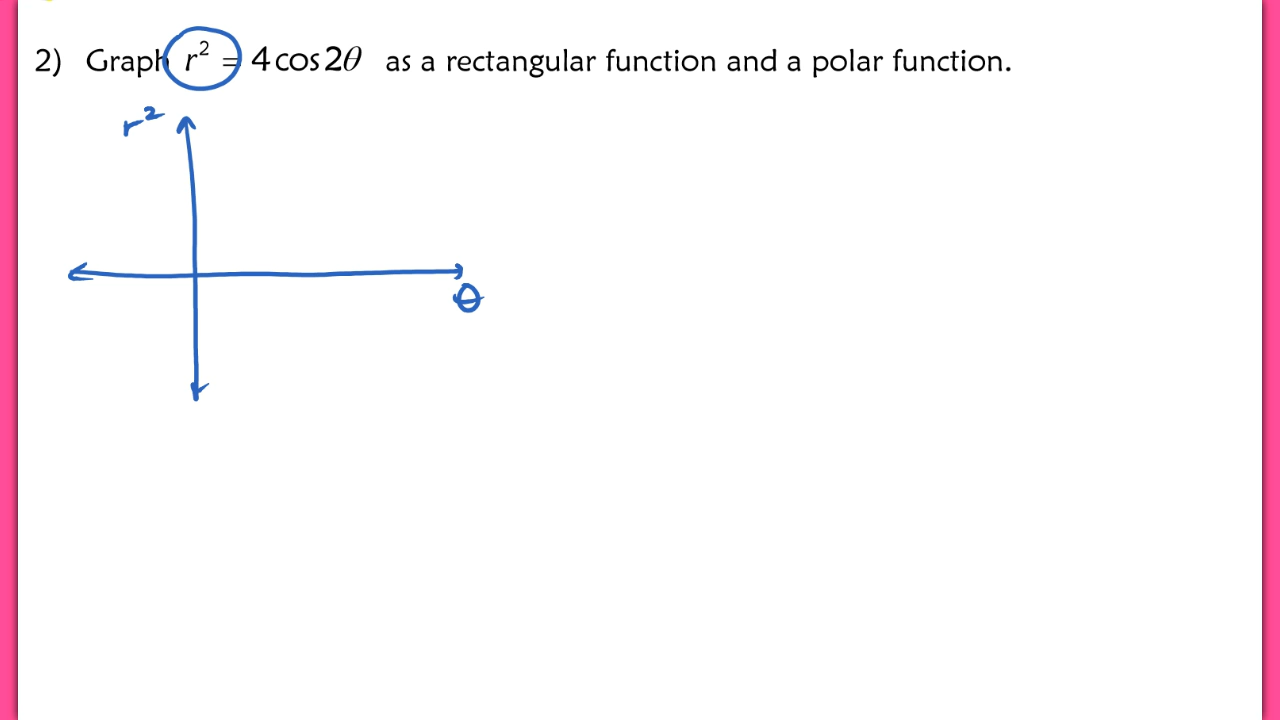 2) Graph r² = 4cos2θ as a rectangular function and a polar function.
r²
θ